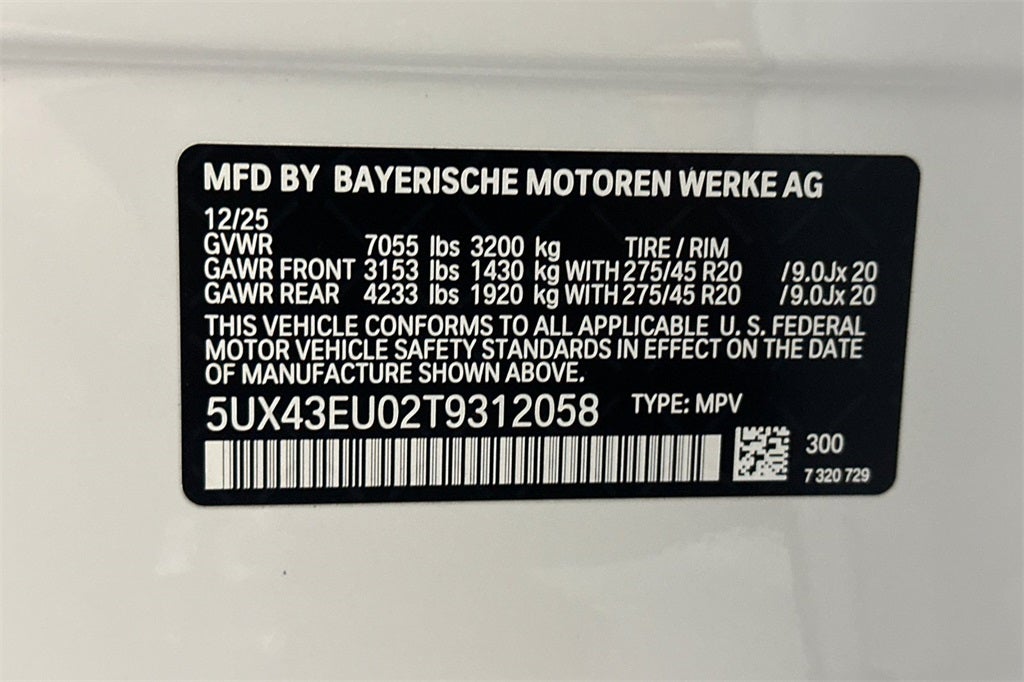 MFD BY BAYERISCHE MOTOREN WERKE AG
12/25
GVWR 7055 lbs 3200 kg TIRE / RIM
GAWR FRONT 3153 lbs 1430 kg WITH 275/45 R20 /9.0Jx 20
GAWR REAR 4233 lbs 1920 kg WITH 275/45 R20 /9.0Jx 20
THIS VEHICLE CONFORMS TO ALL APPLICABLE U. S. FEDERAL
MOTOR VEHICLE SAFETY STANDARDS IN EFFECT ON THE DATE
OF MANUFACTURE SHOWN ABOVE.
5UX43EU02T9312058 TYPE: MPV
300
7 320 729